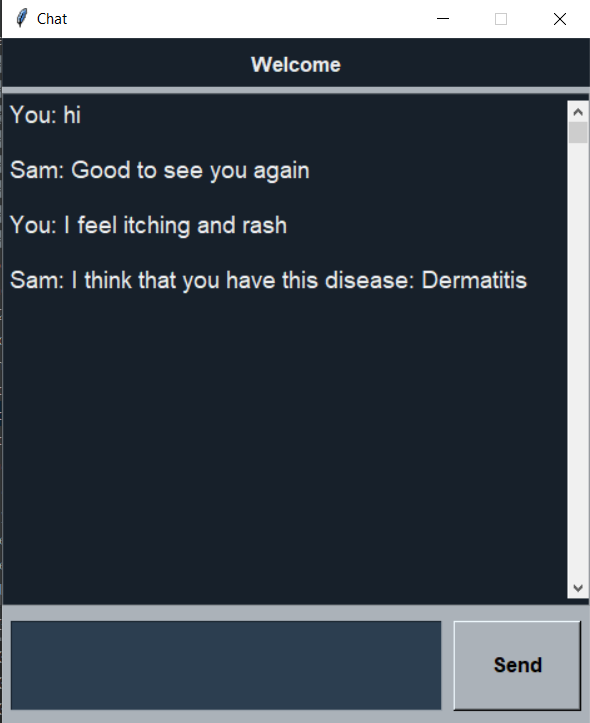 Chat
Welcome
You: hi
Sam: Good to see you again
You: I feel itching and rash
Sam: I think that you have this disease: Dermatitis
Send